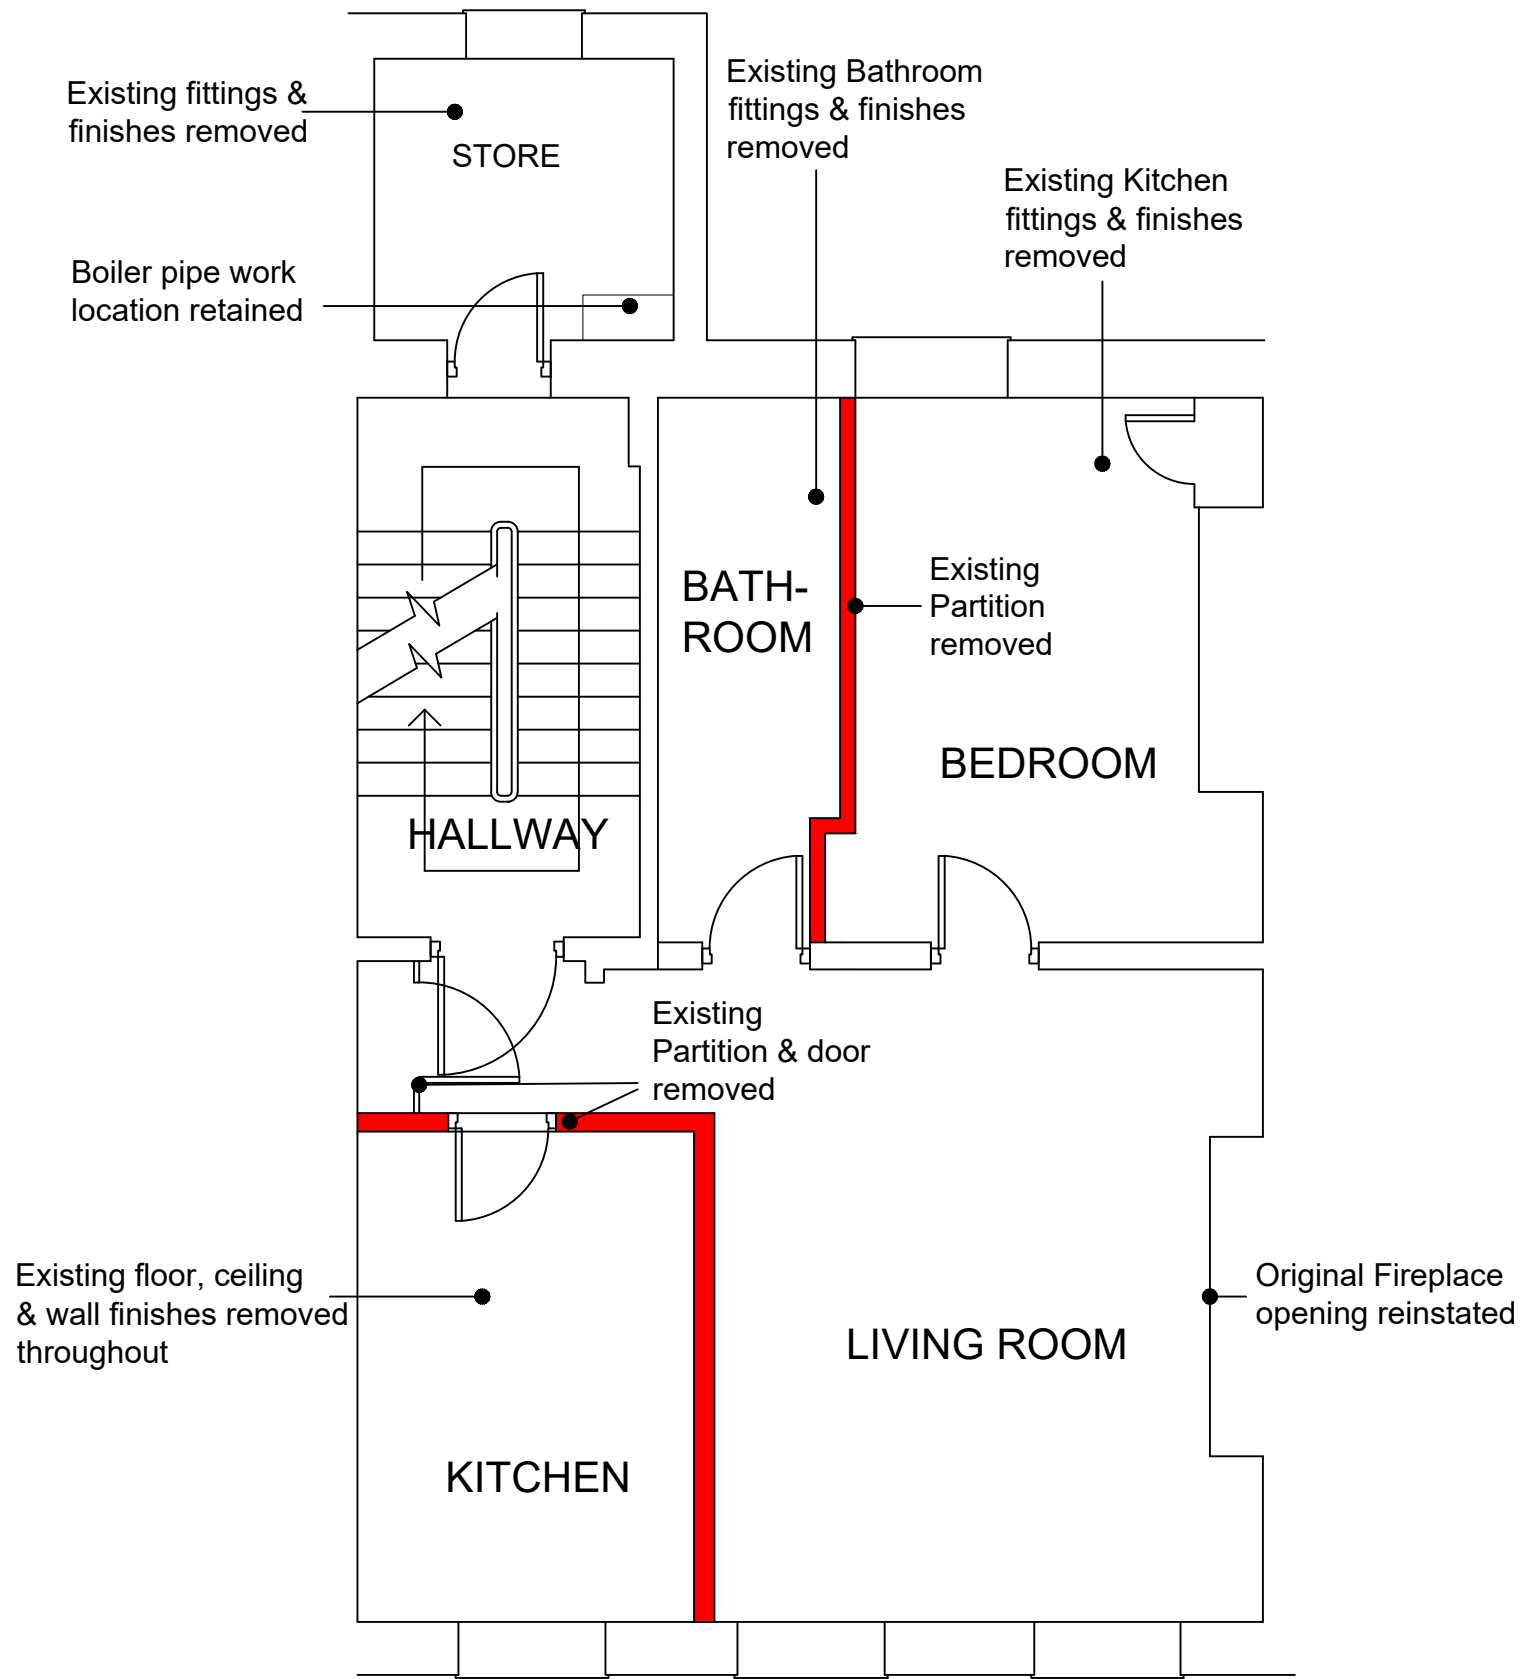 Existing fittings &
finishes removed
STORE
Existing Bathroom
fittings & finishes
removed
Existing Kitchen
fittings & finishes
removed
Boiler pipe work
location retained
BATH-
ROOM
Existing
Partition
removed
BEDROOM
HALLWAY
Existing
Partition & door
removed
Existing floor, ceiling
& wall finishes removed
throughout
Original Fireplace
opening reinstated
LIVING ROOM
KITCHEN